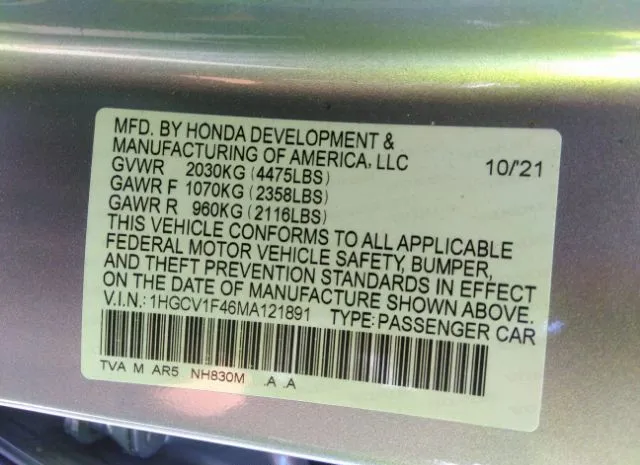 MFD. BY HONDA DEVELOPMENT &
MANUFACTURING OF AMERICA, LLC 10/'21
GVWR 2030KG (4475LBS)
GAWR F 1070KG (2358LBS)
GAWR R 960KG (2116LBS)
THIS VEHICLE CONFORMS TO ALL APPLICABLE
FEDERAL MOTOR VEHICLE SAFETY, BUMPER,
AND THEFT PREVENTION STANDARDS IN EFFECT
ON THE DATE OF MANUFACTURE SHOWN ABOVE.
V.I.N.: 1HGCV1F46MA121891 TYPE: PASSENGER CAR
TVA M AR5 NH830M .A .A